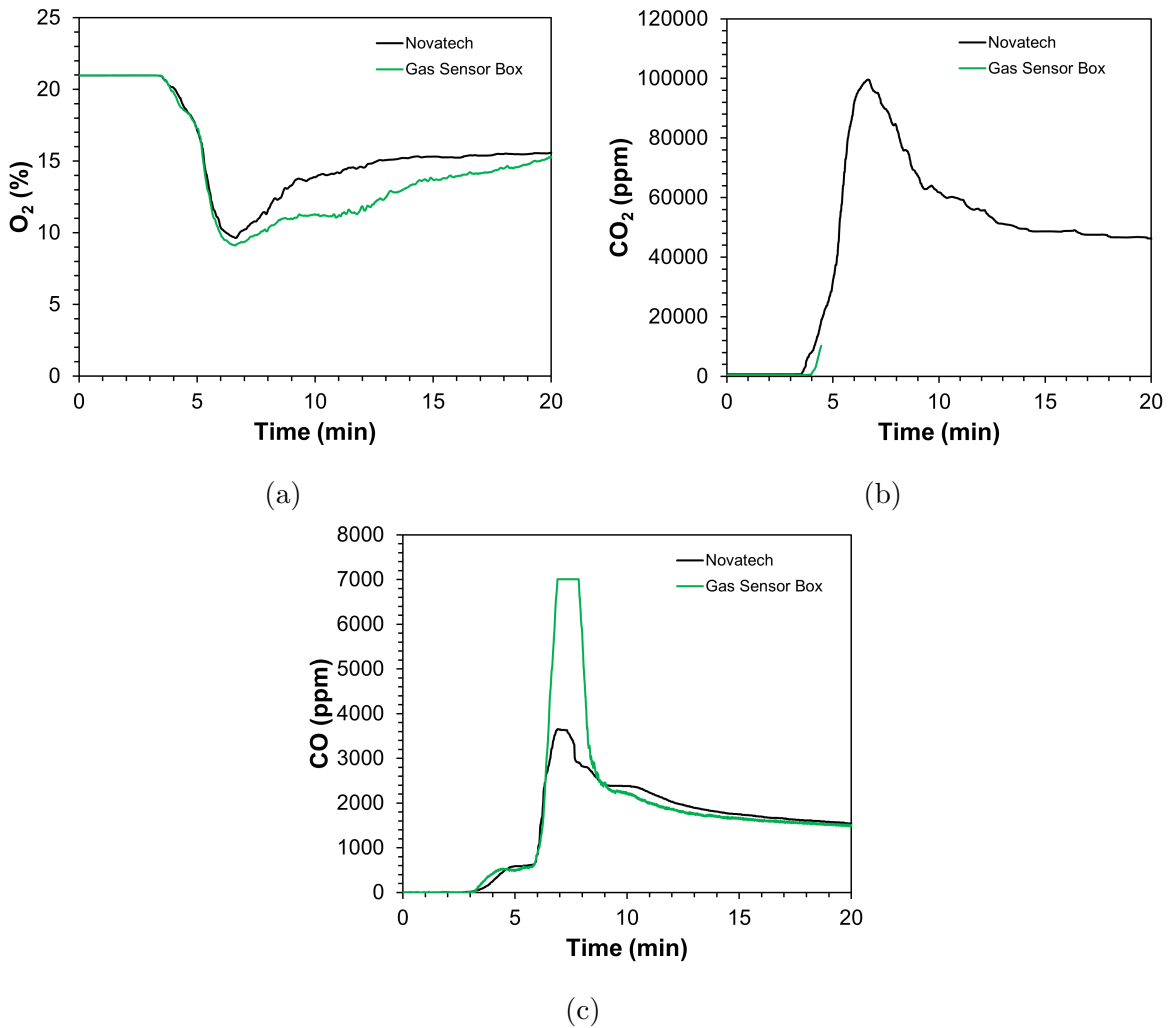 25
20
15
10
5
0
O2 (%)
0 5 10 15 20
Time (min)
Novatech
Gas Sensor Box
(a)
120000
100000
80000
60000
40000
20000
0
CO2 (ppm)
0 5 10 15 20
Time (min)
Novatech
Gas Sensor Box
(b)
8000
7000
6000
5000
4000
3000
2000
1000
0
CO (ppm)
0 5 10 15 20
Time (min)
Novatech
Gas Sensor Box
(c)